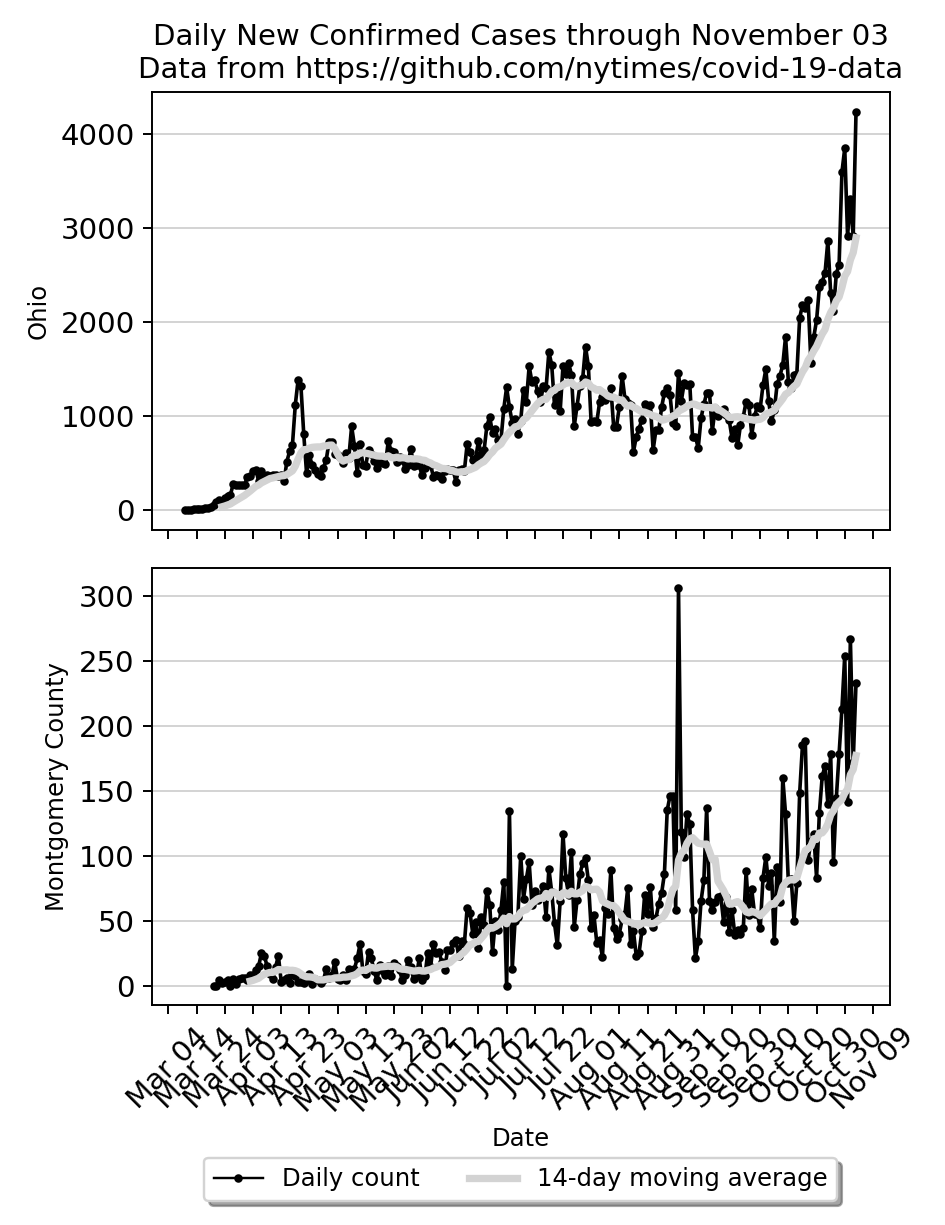 Daily New Confirmed Cases through November 03
Data from https://github.com/nytimes/covid-19-data
4000
3000
2000
1000
0
Ohio
300
250
200
150
100
50
0
Montgomery County
Mar 04
Mar 14
Mar 24
Apr 03
Apr 13
Apr 23
May 03
May 13
May 23
Jun 02
Jun 12
Jun 22
Jul 02
Jul 12
Jul 22
Aug 01
Aug 11
Aug 21
Aug 31
Sep 10
Sep 20
Sep 30
Oct 10
Oct 20
Oct 30
Nov 09
Date
Daily count
14-day moving average